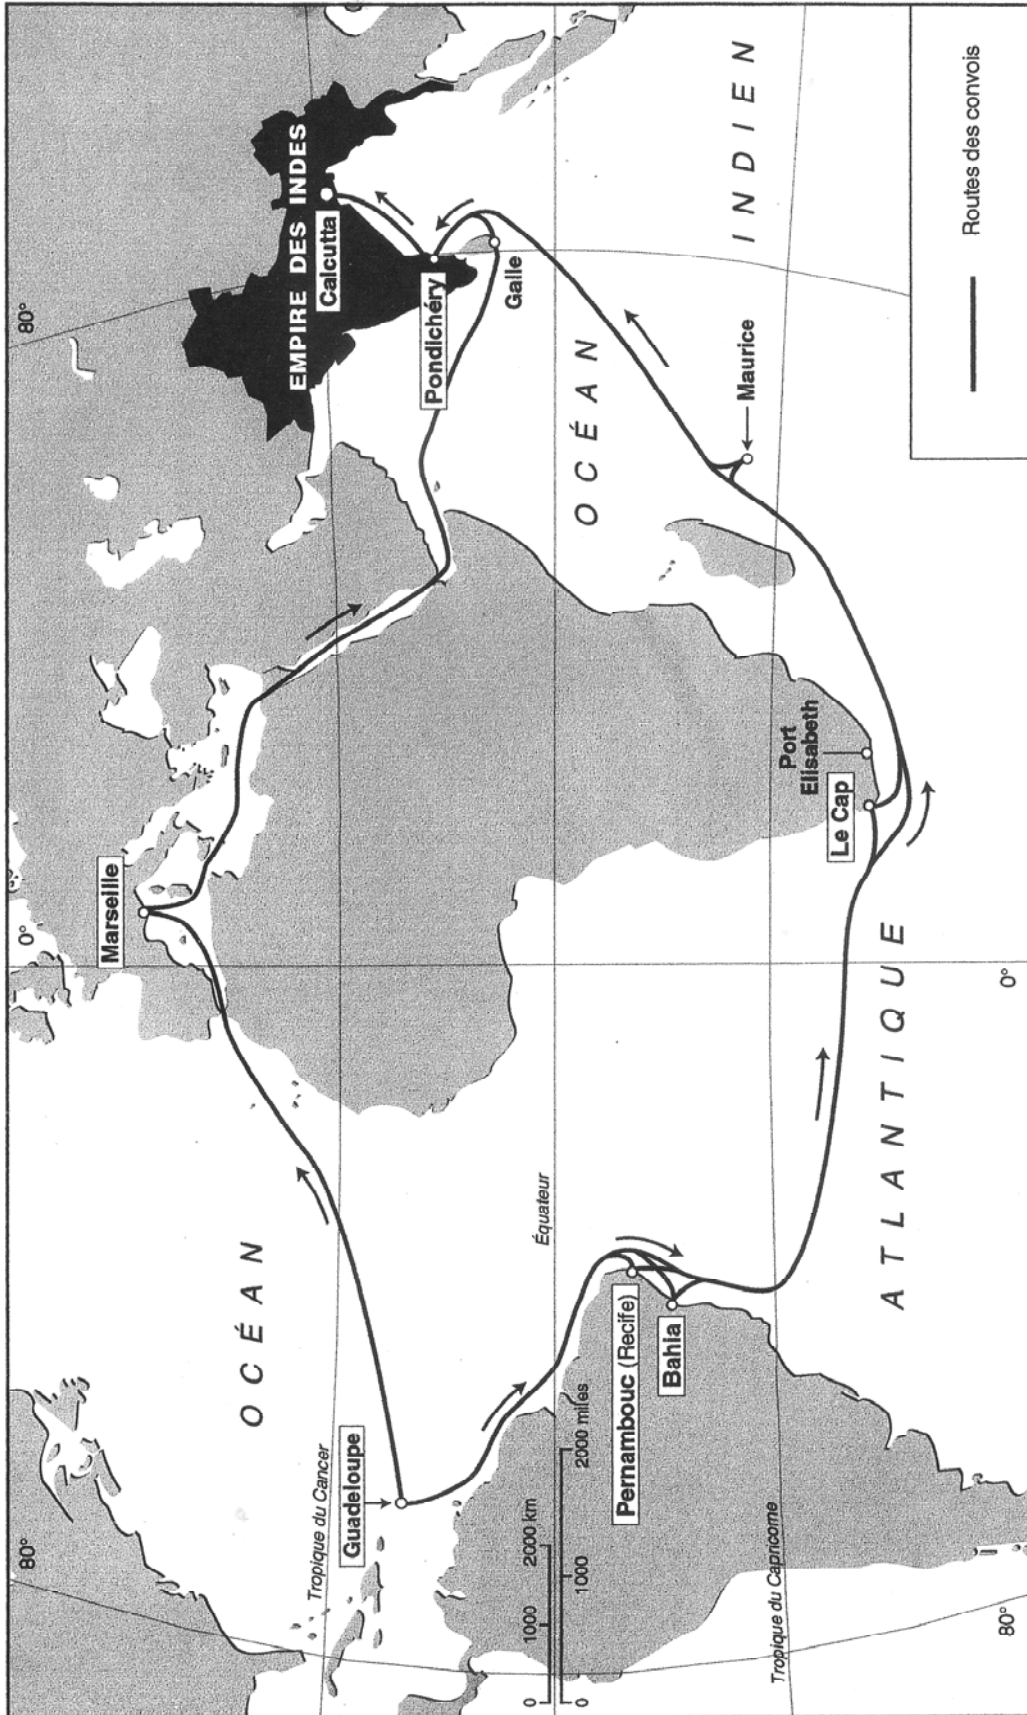 80°
0°
80°
EMPIRE DES INDES
Calcutta
Marseille
Pondichéry
OCÉAN
Tropique du Cancer
Guadeloupe
Galle
OCÉAN
INDIEN
Équateur
Maurice
1000
2000 km
0
1000
2000 miles
0
Pernambouc (Recife)
Bahia
Port
Elisabeth
Le Cap
Tropique du Capricorne
ATLANTIQUE
80°
0°
Routes des convois